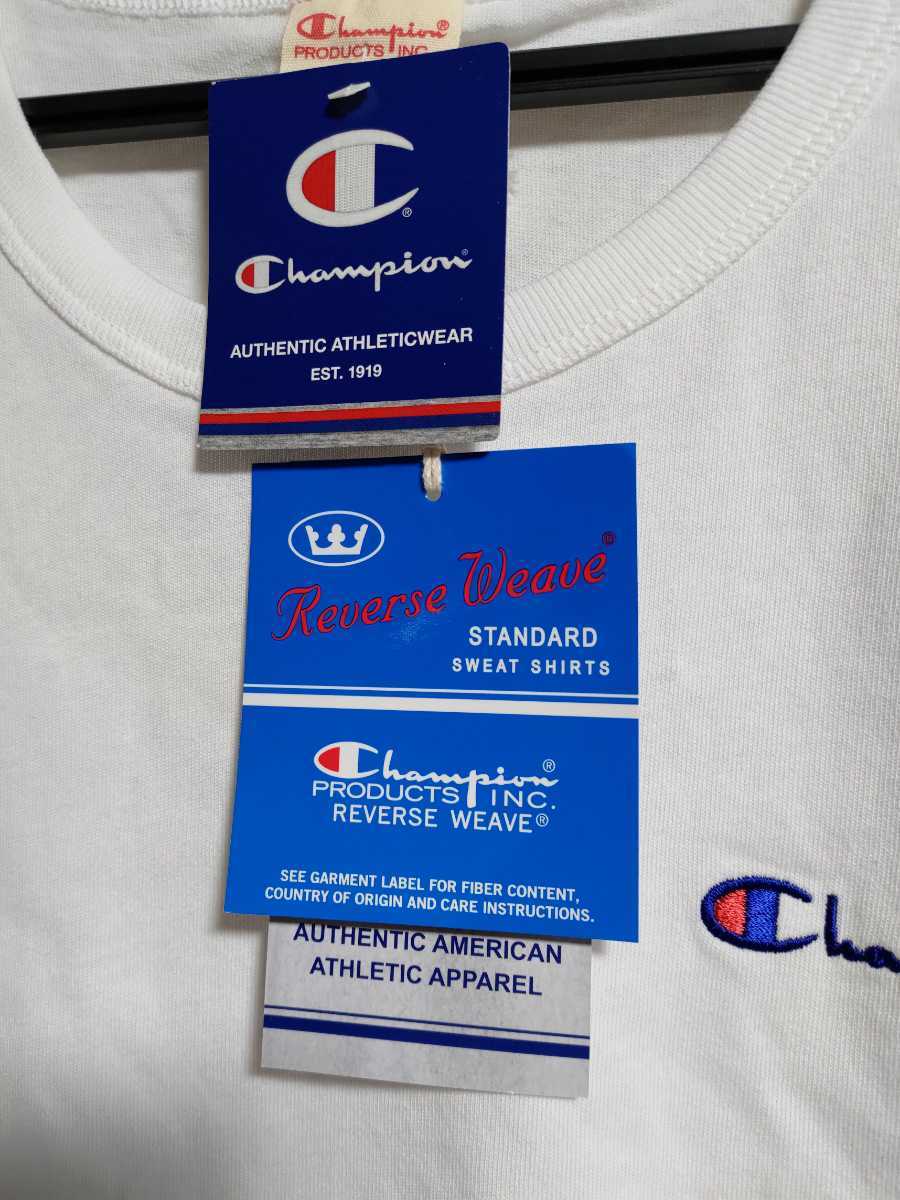 Champion®
PRODUCTS INC.
®
Champion®
AUTHENTIC ATHLETICWEAR
EST. 1919
Reverse Weave®
STANDARD
SWEAT SHIRTS
Champion®
PRODUCTS INC.
REVERSE WEAVE®
SEE GARMENT LABEL FOR FIBER CONTENT,
COUNTRY OF ORIGIN AND CARE INSTRUCTIONS.
Cha
AUTHENTIC AMERICAN
ATHLETIC APPAREL